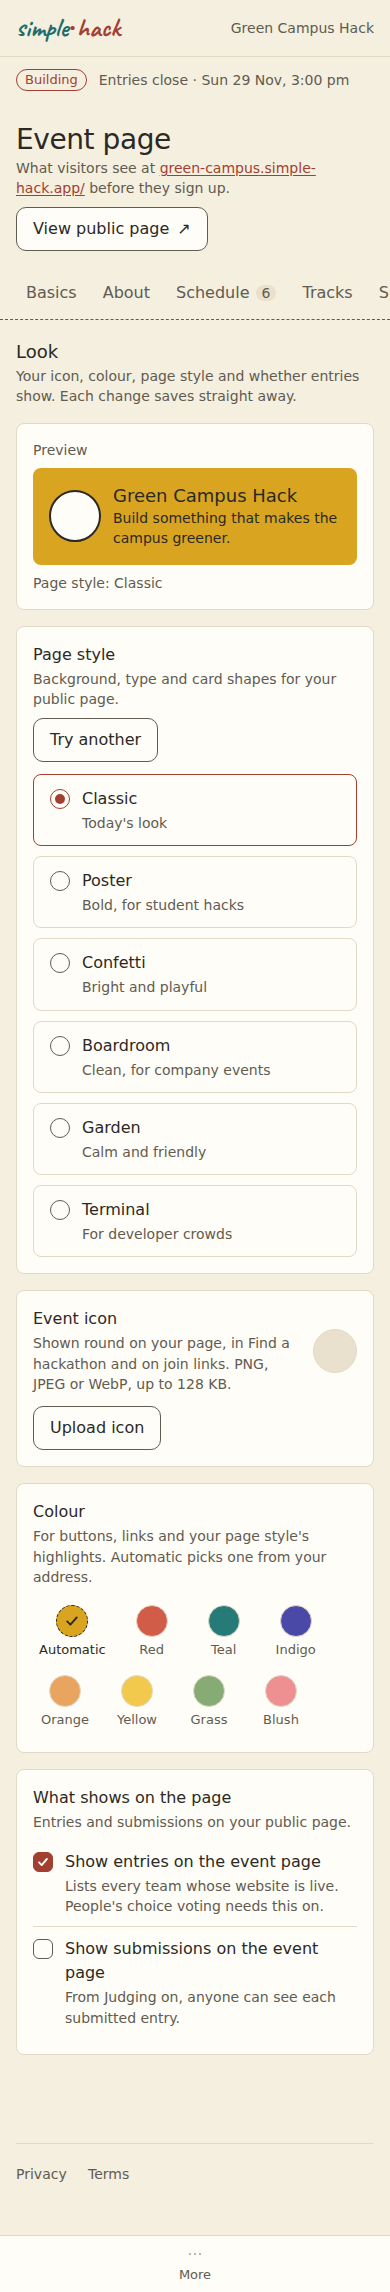 simple·hack
Green Campus Hack
Building
Entries close · Sun 29 Nov, 3:00 pm
Event page
What visitors see at green-campus.simple-
hack.app/ before they sign up.
View public page ↗
Basics
About
Schedule 6
Tracks
S
Look
Your icon, colour, page style and whether entries
show. Each change saves straight away.
Preview
Green Campus Hack
Build something that makes the
campus greener.
Page style: Classic
Page style
Background, type and card shapes for your
public page.
Try another
Classic
Today's look
Poster
Bold, for student hacks
Confetti
Bright and playful
Boardroom
Clean, for company events
Garden
Calm and friendly
Terminal
For developer crowds
Event icon
Shown round on your page, in Find a
hackathon and on join links. PNG,
JPEG or WebP, up to 128 KB.
Upload icon
Colour
For buttons, links and your page style's
highlights. Automatic picks one from your
address.
Automatic
Red
Teal
Indigo
Orange
Yellow
Grass
Blush
What shows on the page
Entries and submissions on your public page.
Show entries on the event page
Lists every team whose website is live.
People's choice voting needs this on.
Show submissions on the event
page
From Judging on, anyone can see each
submitted entry.
Privacy
Terms
...
More